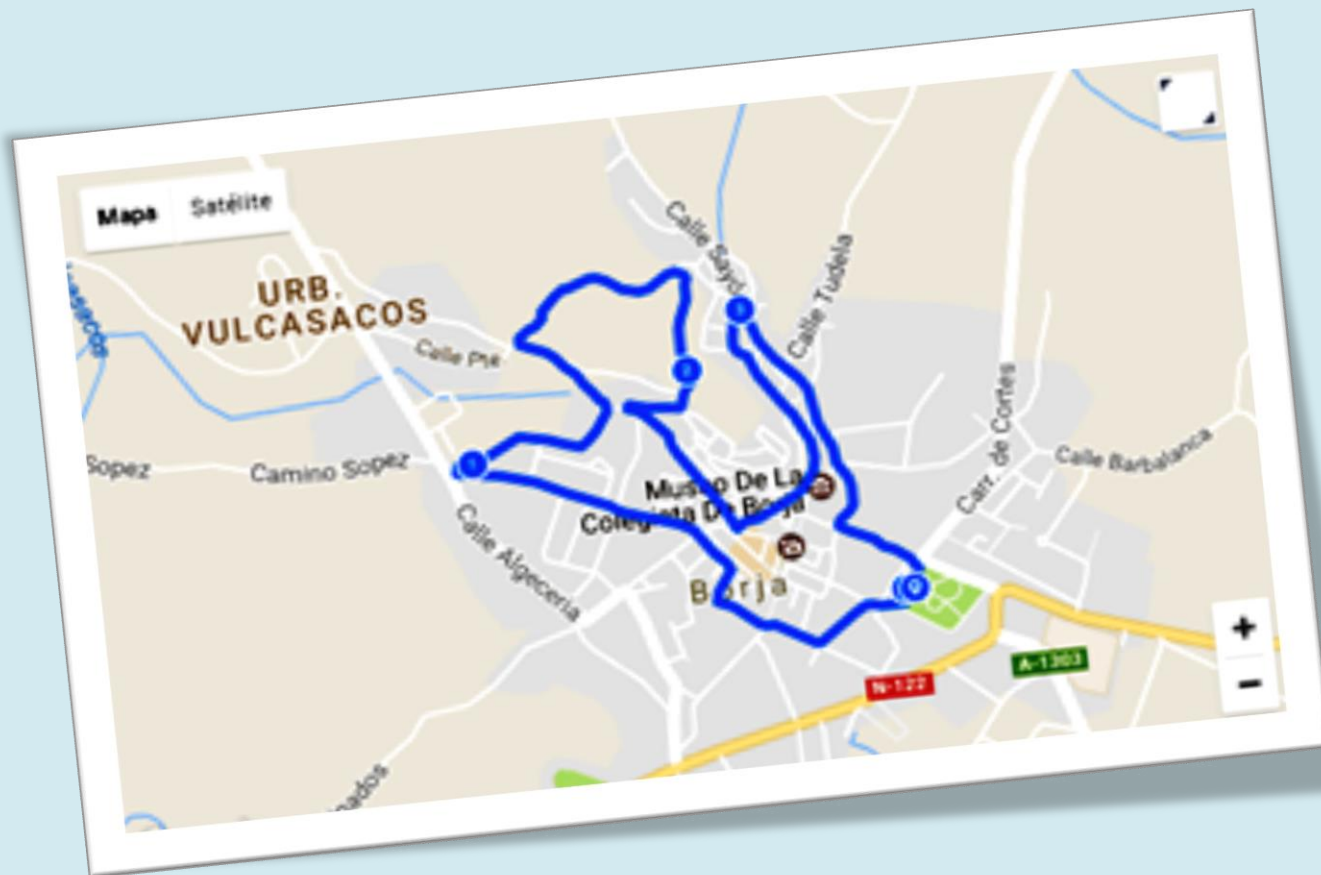 Mapa
Satélite
URB.
VULCASACOS
Calle Sayó
Calle Tudela
Sopez
Camino Sopez
Calle Algeceria
Museo De La
Colegiata De Borja
Borja
Carr. de Cortes
Calle Barbalanca
N-122
A-1303
+
−